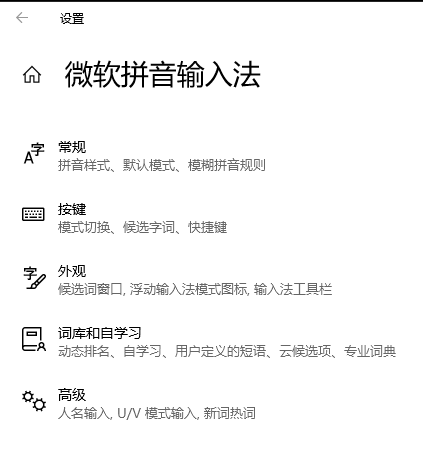 设置
微软拼音输入法
常规
拼音样式、默认模式、模糊拼音规则
按键
模式切换、候选字词、快捷键
外观
候选词窗口, 浮动输入法模式图标, 输入法工具栏
词库和自学习
动态排名、自学习、用户定义的短语、云候选项、专业词典
高级
人名输入, U/V 模式输入, 新词热词